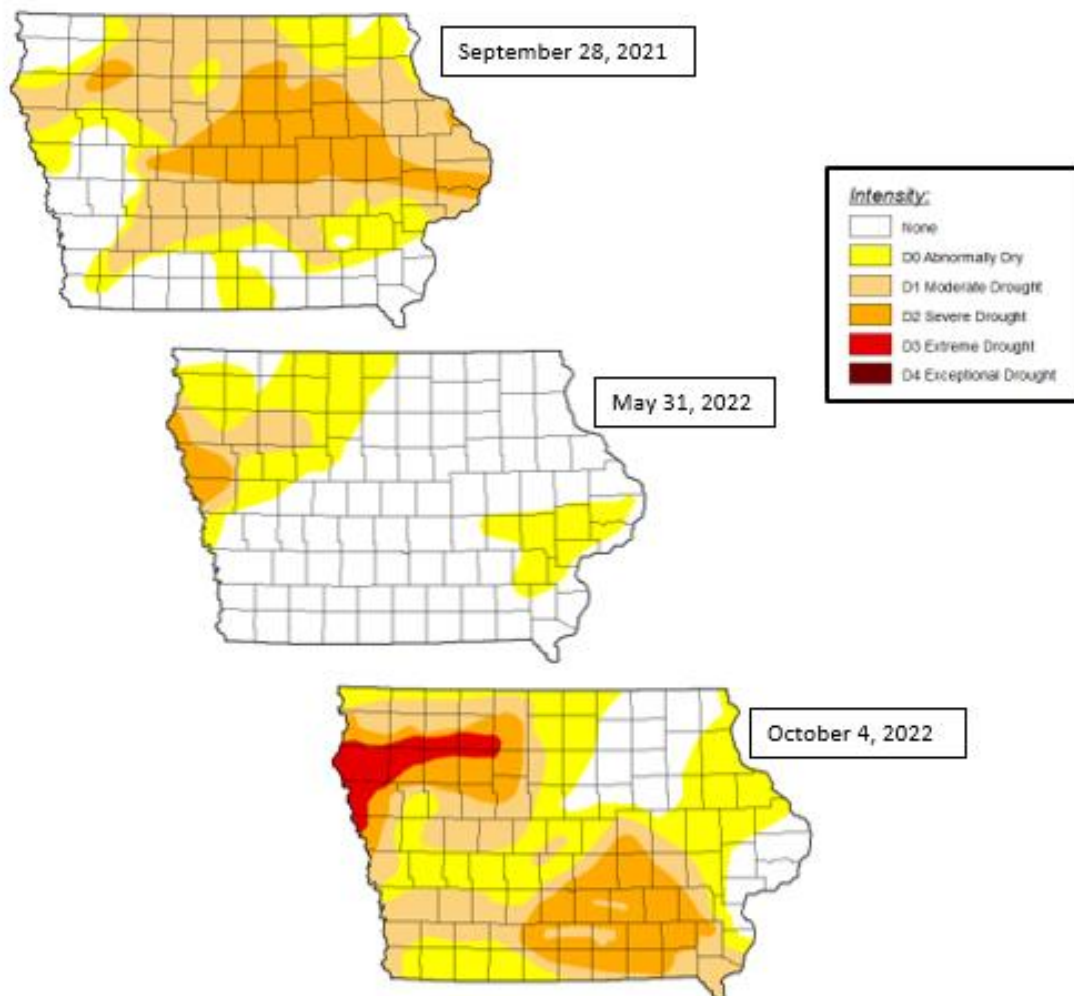 September 28, 2021
Intensity:
None
D0 Abnormally Dry
D1 Moderate Drought
D2 Severe Drought
D3 Extreme Drought
D4 Exceptional Drought
May 31, 2022
October 4, 2022